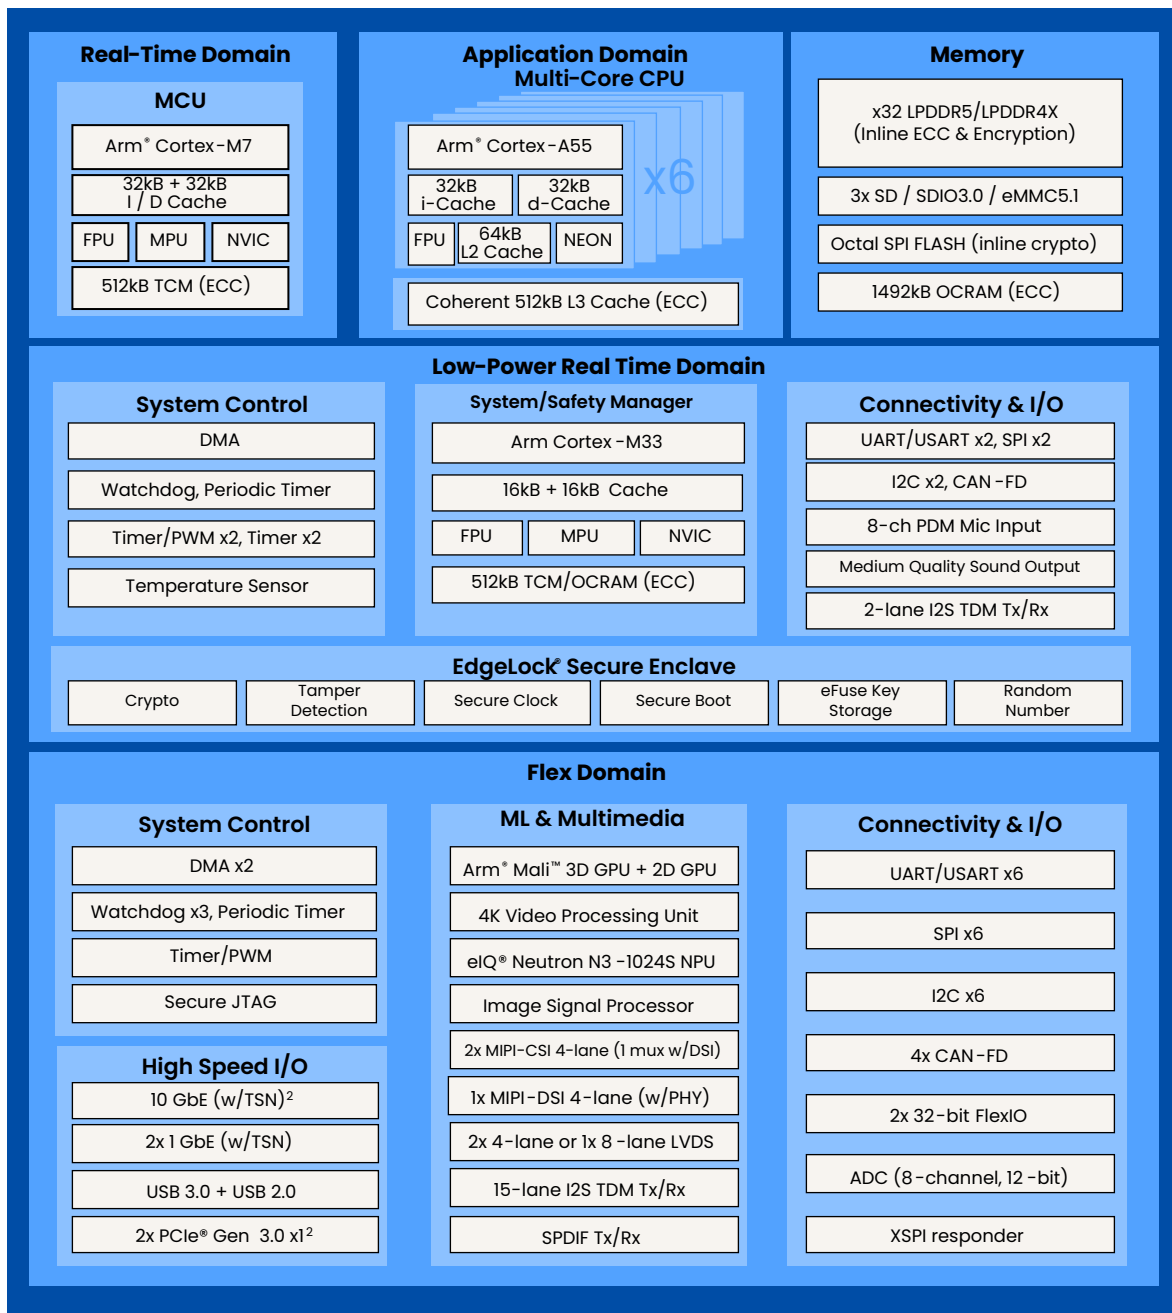 Real-Time Domain
MCU
Arm® Cortex-M7
32kB + 32kB
I / D Cache
FPU
MPU
NVIC
512kB TCM (ECC)
Application Domain
Multi-Core CPU
Arm® Cortex-A55
32kB
i-Cache
32kB
d-Cache
FPU
64kB
L2 Cache
NEON
x6
Coherent 512kB L3 Cache (ECC)
Memory
x32 LPDDR5/LPDDR4X
(Inline ECC & Encryption)
3x SD / SDIO3.0 / eMMC5.1
Octal SPI FLASH (inline crypto)
1492kB OCRAM (ECC)
Low-Power Real Time Domain
System Control
DMA
Watchdog, Periodic Timer
Timer/PWM x2, Timer x2
Temperature Sensor
System/Safety Manager
Arm Cortex-M33
16kB + 16kB Cache
FPU
MPU
NVIC
512kB TCM/OCRAM (ECC)
Connectivity & I/O
UART/USART x2, SPI x2
I2C x2, CAN-FD
8-ch PDM Mic Input
Medium Quality Sound Output
2-lane I2S TDM Tx/Rx
EdgeLock® Secure Enclave
Crypto
Tamper
Detection
Secure Clock
Secure Boot
eFuse Key
Storage
Random
Number
Flex Domain
System Control
DMA x2
Watchdog x3, Periodic Timer
Timer/PWM
Secure JTAG
High Speed I/O
10 GbE (w/TSN)²
2x 1 GbE (w/TSN)
USB 3.0 + USB 2.0
2x PCIe® Gen 3.0 x1²
ML & Multimedia
Arm® Mali™ 3D GPU + 2D GPU
4K Video Processing Unit
eIQ® Neutron N3-1024S NPU
Image Signal Processor
2x MIPI-CSI 4-lane (1 mux w/DSI)
1x MIPI-DSI 4-lane (w/PHY)
2x 4-lane or 1x 8-lane LVDS
15-lane I2S TDM Tx/Rx
SPDIF Tx/Rx
Connectivity & I/O
UART/USART x6
SPI x6
I2C x6
4x CAN-FD
2x 32-bit FlexIO
ADC (8-channel, 12-bit)
XSPI responder